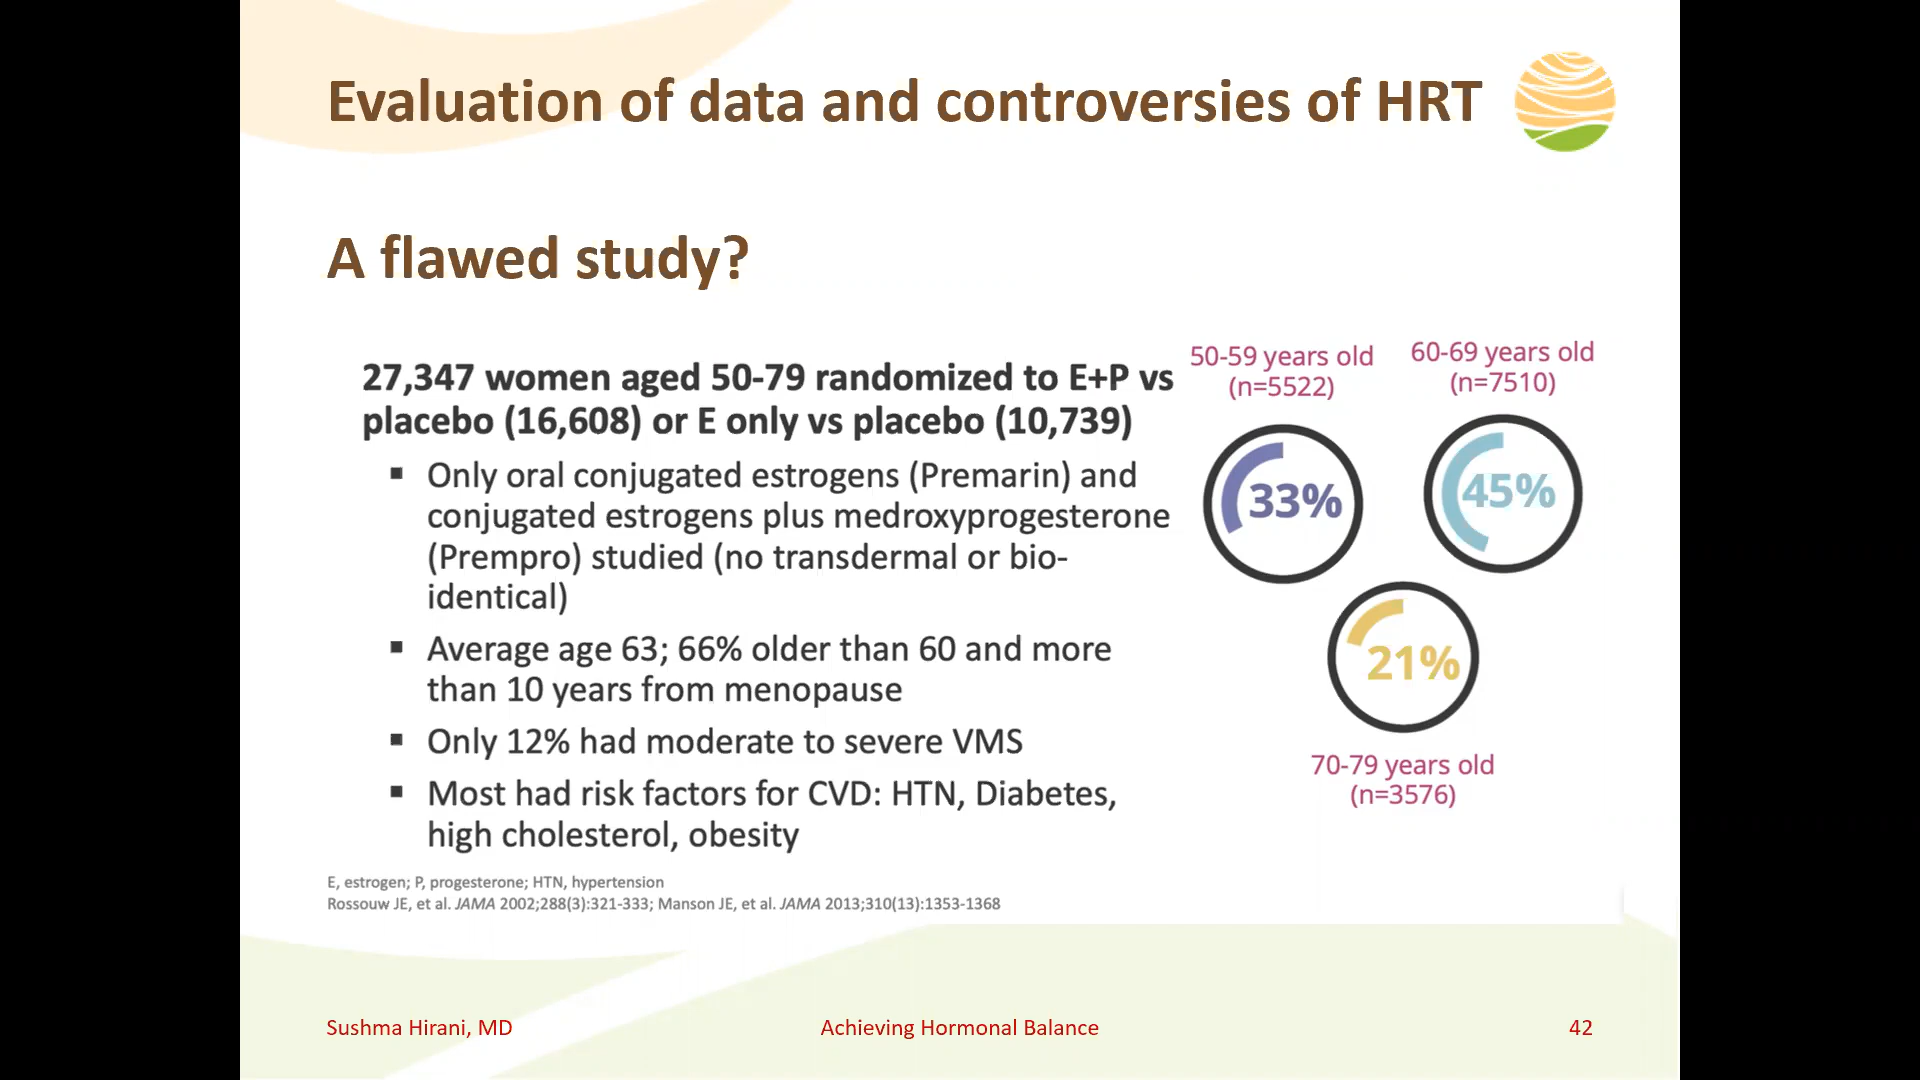 Evaluation of data and controversies of HRT
A flawed study?
27,347 women aged 50-79 randomized to E+P vs
placebo (16,608) or E only vs placebo (10,739)
▪ Only oral conjugated estrogens (Premarin) and
conjugated estrogens plus medroxyprogesterone
(Prempro) studied (no transdermal or bio-
identical)
▪ Average age 63; 66% older than 60 and more
than 10 years from menopause
▪ Only 12% had moderate to severe VMS
▪ Most had risk factors for CVD: HTN, Diabetes,
high cholesterol, obesity
50-59 years old
(n=5522)
33%
60-69 years old
(n=7510)
45%
21%
70-79 years old
(n=3576)
E, estrogen; P, progesterone; HTN, hypertension
Rossouw JE, et al. JAMA 2002;288(3):321-333; Manson JE, et al. JAMA 2013;310(13):1353-1368
Sushma Hirani, MD
Achieving Hormonal Balance
42